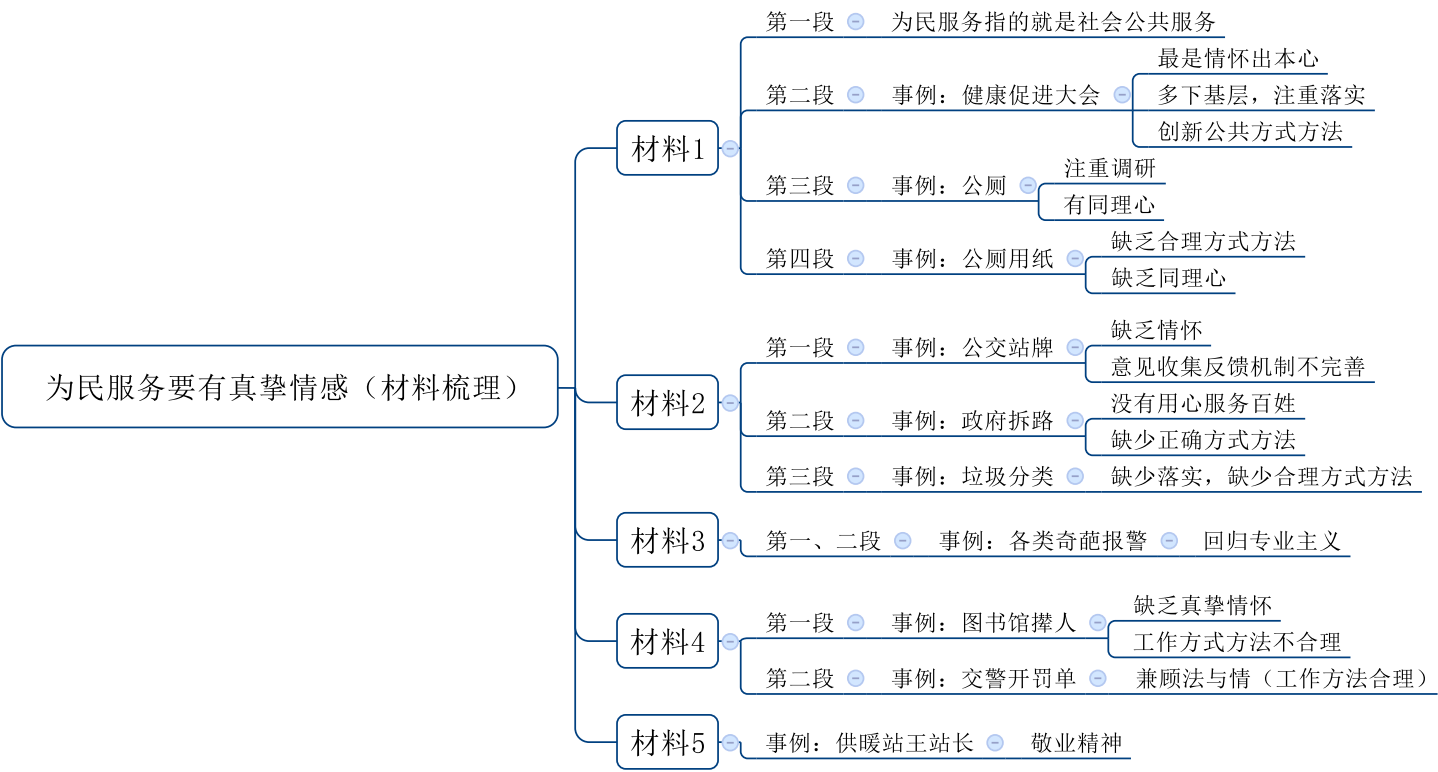 为民服务要有真挚情感（材料梳理）
材料1
第一段
为民服务指的就是社会公共服务
第二段
事例：健康促进大会
最是情怀出本心
多下基层，注重落实
创新公共方式方法
第三段
事例：公厕
注重调研
有同理心
第四段
事例：公厕用纸
缺乏合理方式方法
缺乏同理心
材料2
第一段
事例：公交站牌
缺乏情怀
意见收集反馈机制不完善
第二段
事例：政府拆路
没有用心服务百姓
缺少正确方式方法
第三段
事例：垃圾分类
缺少落实，缺少合理方式方法
材料3
第一、二段
事例：各类奇葩报警
回归专业主义
材料4
第一段
事例：图书馆撵人
缺乏真挚情怀
工作方式方法不合理
第二段
事例：交警开罚单
兼顾法与情（工作方法合理）
材料5
事例：供暖站王站长
敬业精神